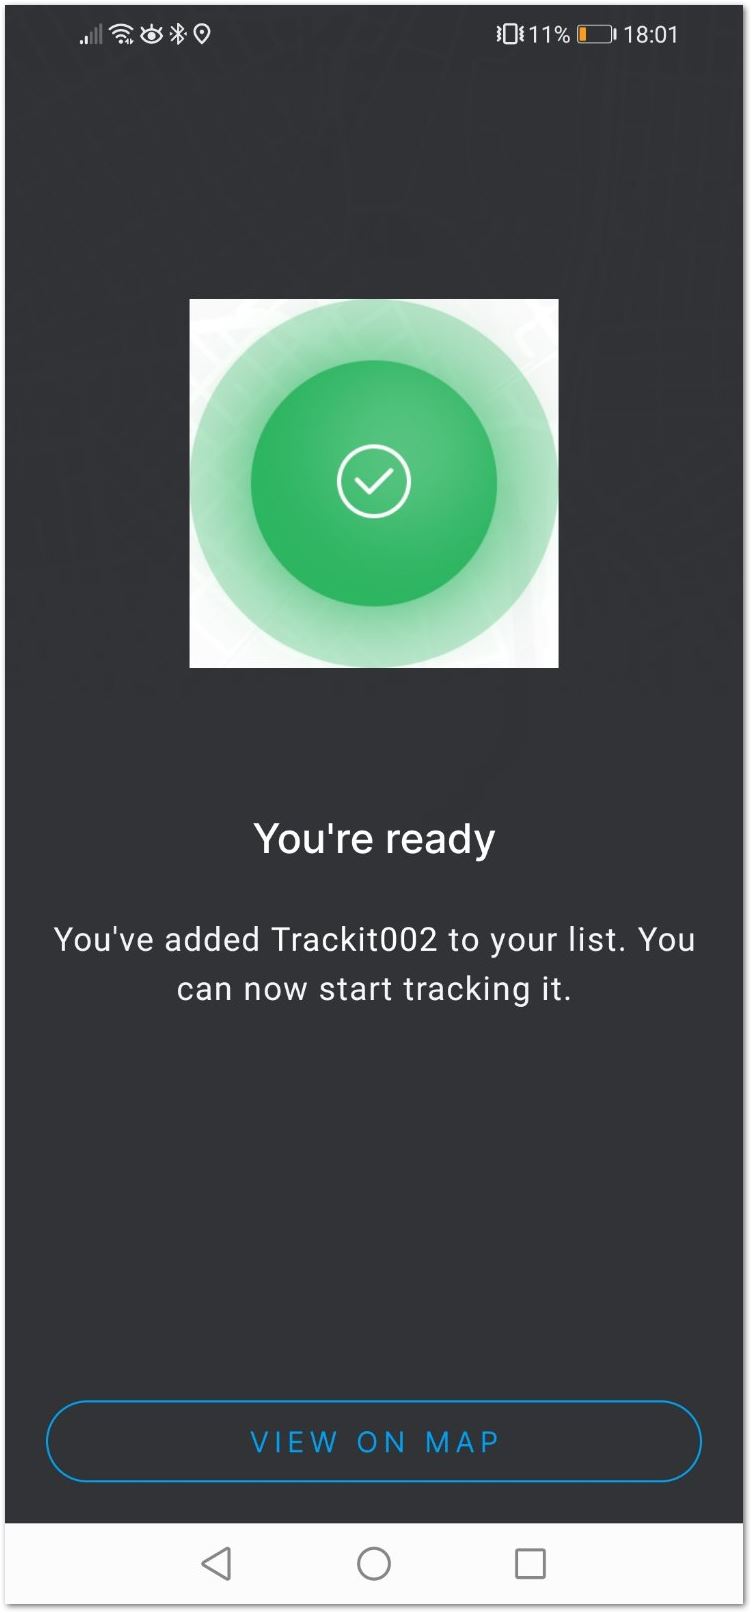 11% 18:01
You're ready
You've added Trackit002 to your list. You
can now start tracking it.
VIEW ON MAP